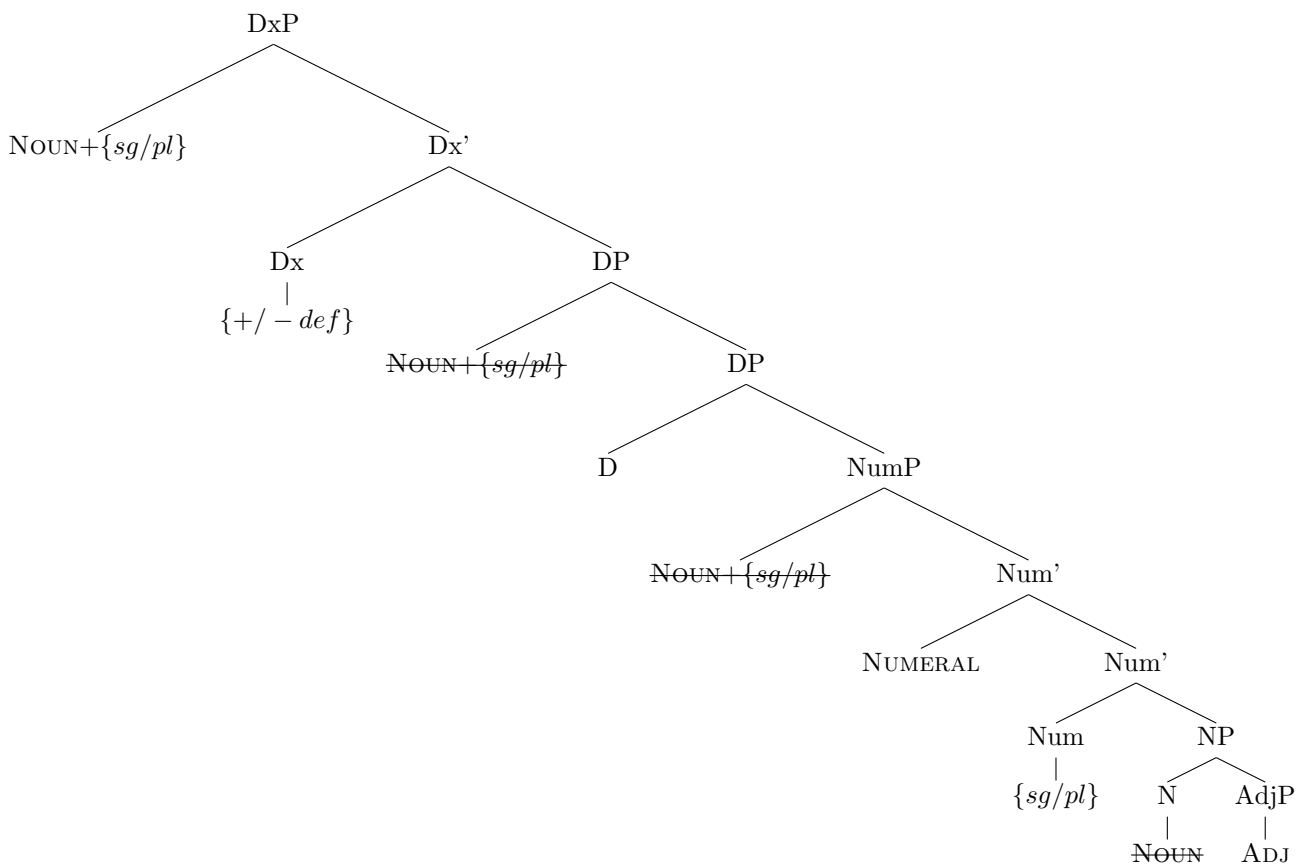 DxP
NOUN+{sg/pl} Dx'
Dx DP
{+/ − def}
NOUN+{sg/pl} DP
D NumP
NOUN+{sg/pl} Num'
NUMERAL Num'
Num NP
{sg/pl} N AdjP
NOUN ADJ